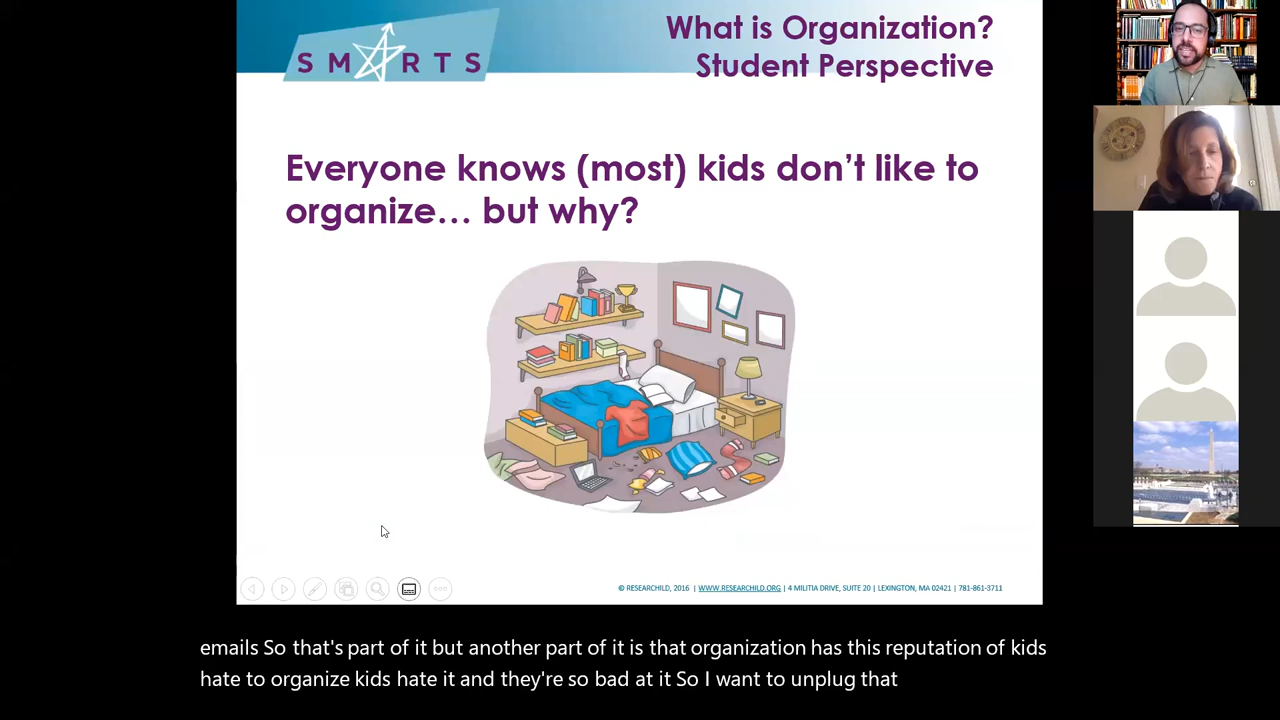 SMARTS
What is Organization?
Student Perspective
Everyone knows (most) kids don’t like to
organize… but why?
© RESEARCHILD, 2016 | WWW.RESEARCHILD.ORG | 4 MILITIA DRIVE, SUITE 20 | LEXINGTON, MA 02421 | 781-861-3711
emails So that's part of it but another part of it is that organization has this reputation of kids
hate to organize kids hate it and they're so bad at it So I want to unplug that